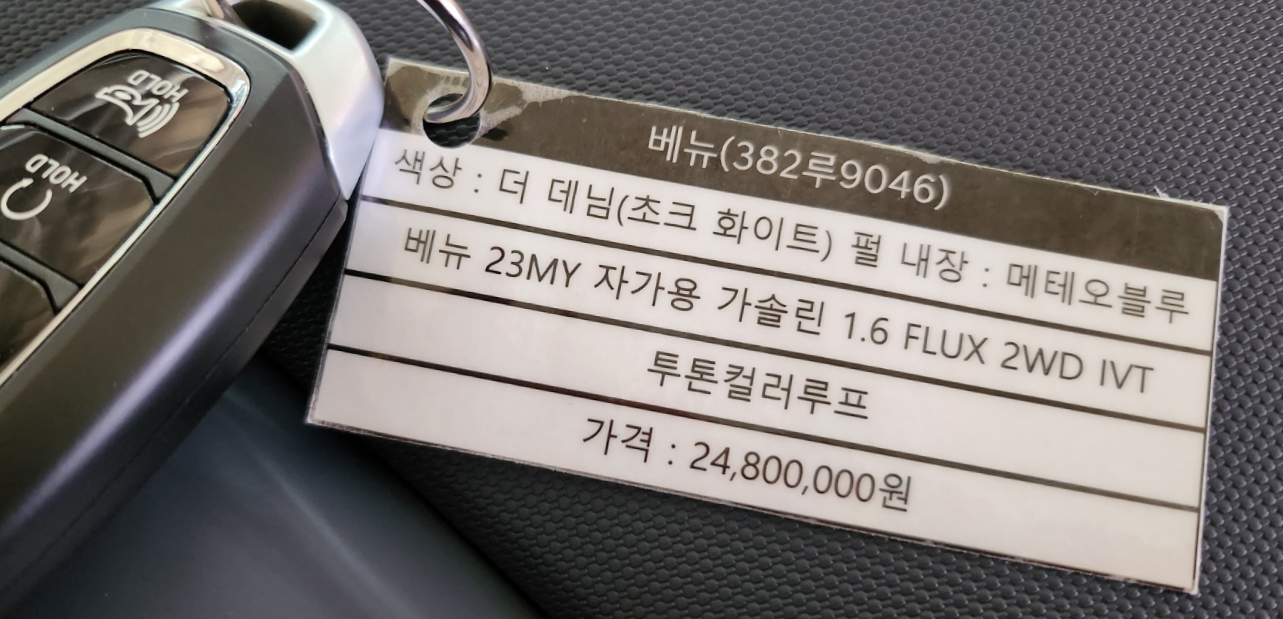 베뉴(382루9046)
색상 : 더 데님(초크 화이트) 펄 내장 : 메테오블루
베뉴 23MY 자가용 가솔린 1.6 FLUX 2WD IVT
투톤컬러루프
가격 : 24,800,000원
HOLD
HOLD